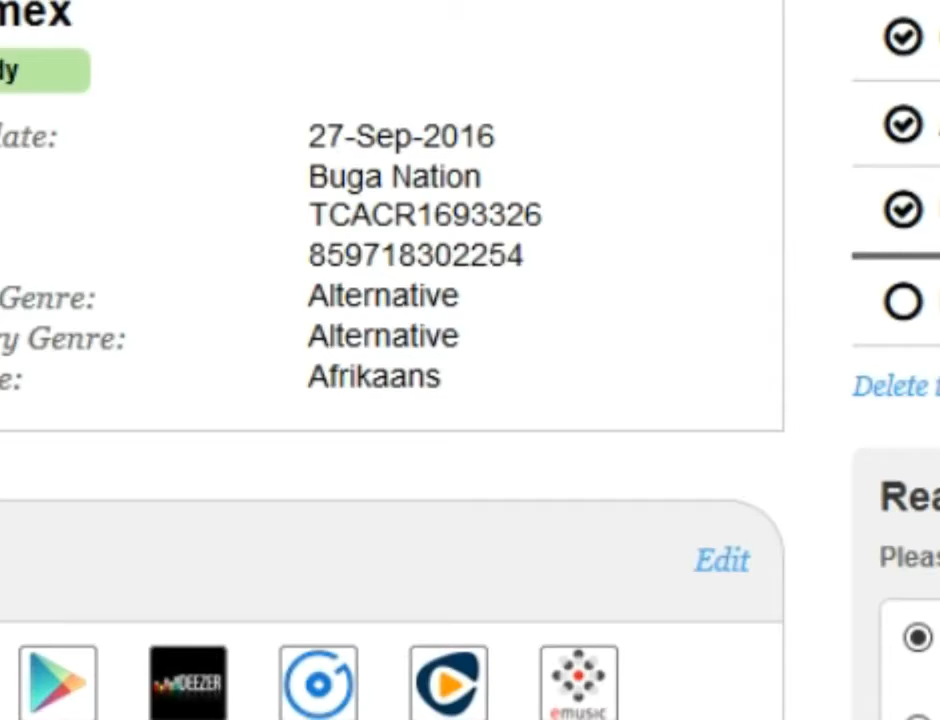 mex
dy
late:
27-Sep-2016
Buga Nation
TCACR1693326
859718302254
Genre:
Alternative
y Genre:
Alternative
e:
Afrikaans
Delete t
Edit
Rea
Pleas
DEEZER
emusic